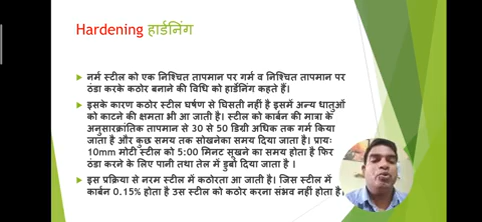 Hardening हार्डनिंग
नर्म स्टील को एक निश्चित तापमान पर गर्म व निश्चित तापमान पर
ठंडा करके कठोर बनाने की विधि को हार्डनिंग कहते हैं।
इसके कारण कठोर स्टील घर्षण से घिसती नहीं है इसमें अन्य धातुओं
को काटने की क्षमता भी आ जाती है। स्टील को कार्बन की मात्रा के
अनुसारक्रांतिक तापमान से 30 से 50 डिग्री अधिक तक गर्म किया
जाता है और कुछ समय तक सोखनेका समय दिया जाता है। प्रायः
10mm मोटी स्टील को 5:00 मिनट सूखने का समय होता है फिर
ठंडा करने के लिए पानी तथा तेल में डुबो दिया जाता है ।
इस प्रक्रिया से नरम स्टील में कठोरता आ जाती है। जिस स्टील में
कार्बन 0.15% होता है उस स्टील को कठोर करना संभव नहीं होता है।